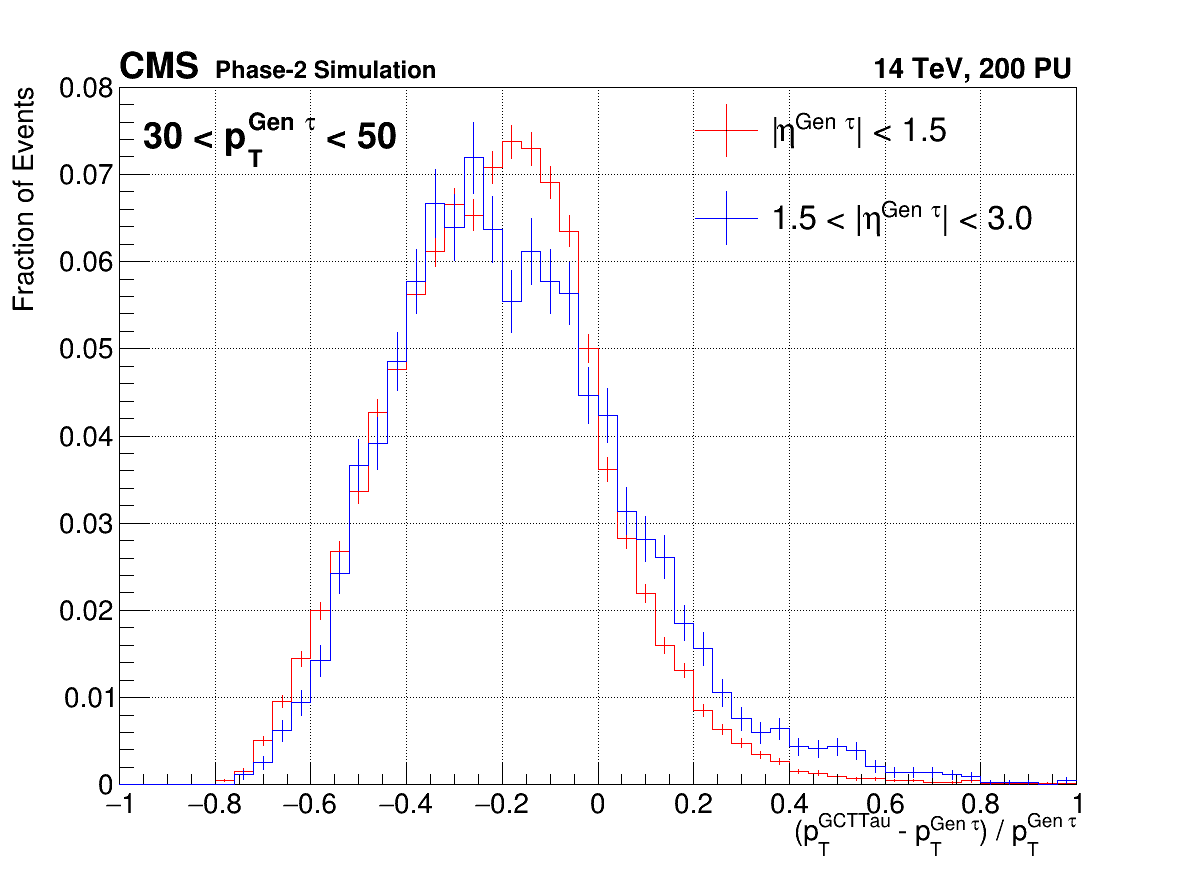 CMS Phase-2 Simulation 14 TeV, 200 PU
Fraction of Events
30 < p_T^{Gen τ} < 50
|η^{Gen τ}| < 1.5
1.5 < |η^{Gen τ}| < 3.0
0.08
0.07
0.06
0.05
0.04
0.03
0.02
0.01
0
−1 −0.8 −0.6 −0.4 −0.2 0 0.2 0.4 0.6 0.8 1
(p_T^{GCTTau} - p_T^{Gen τ}) / p_T^{Gen τ}